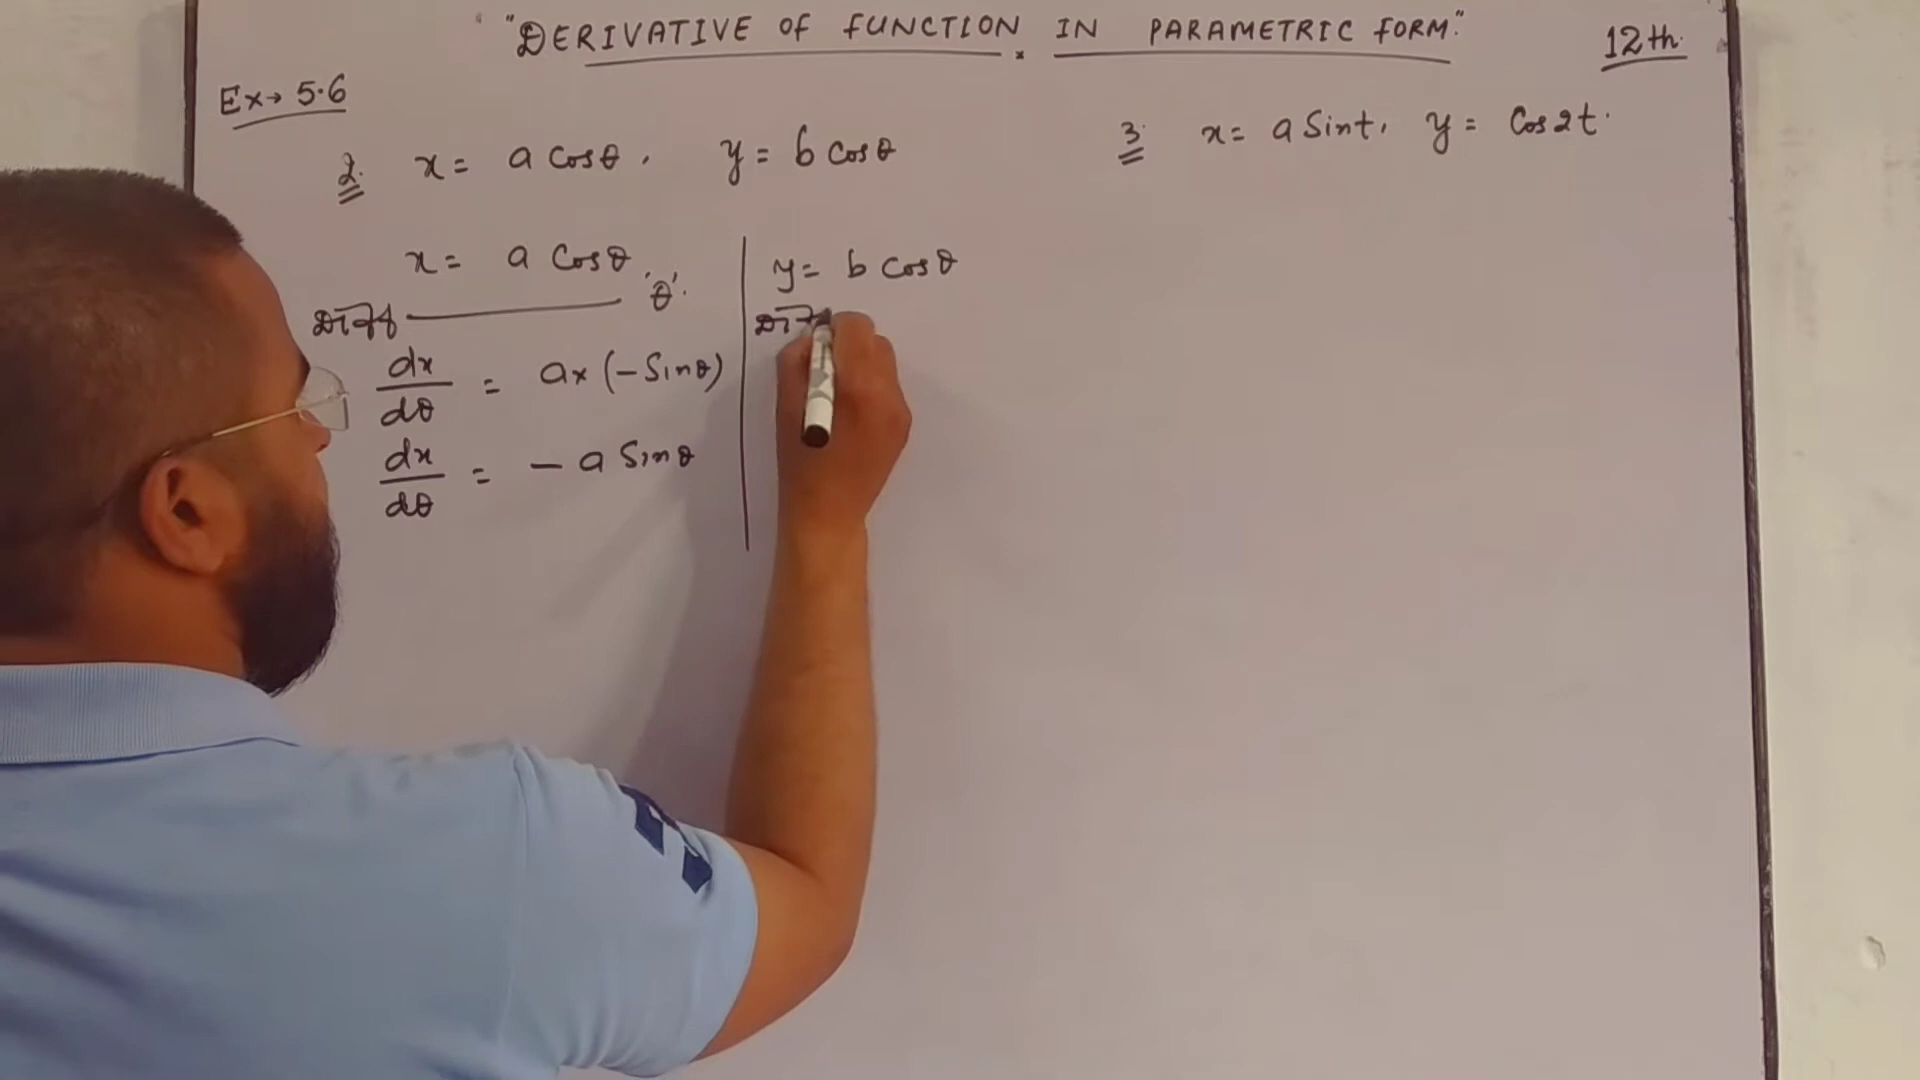 "DERIVATIVE OF FUNCTION IN PARAMETRIC FORM."
12th.
Ex→ 5.6
2. x = a Cosθ, y = b Cosθ
x = a Cosθ
Diff 'θ'.
dx/dθ = a x (-Sinθ)
dx/dθ = - a Sinθ
y = b Cosθ
Diff
3. x = a Sint, y = Cos2t.